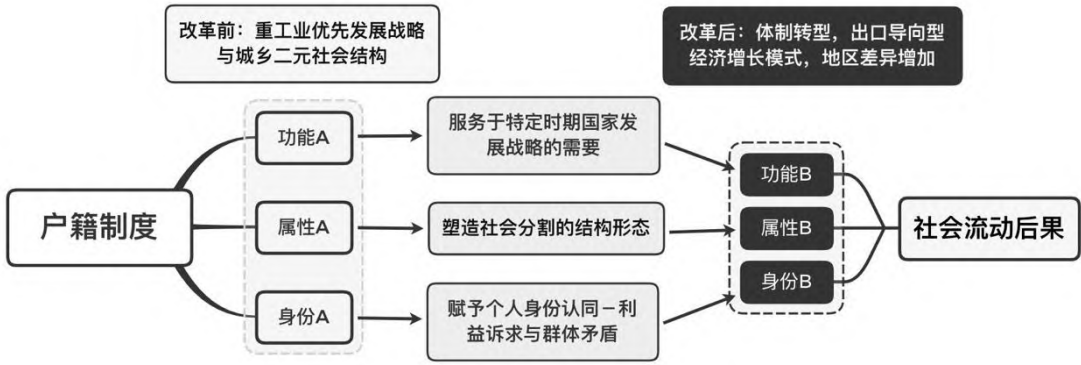 改革前：重工业优先发展战略
与城乡二元社会结构
改革后：体制转型，出口导向型
经济增长模式，地区差异增加
户籍制度
功能A
属性A
身份A
服务于特定时期国家发
展战略的需要
塑造社会分割的结构形态
赋予个人身份认同－利
益诉求与群体矛盾
功能B
属性B
身份B
社会流动后果